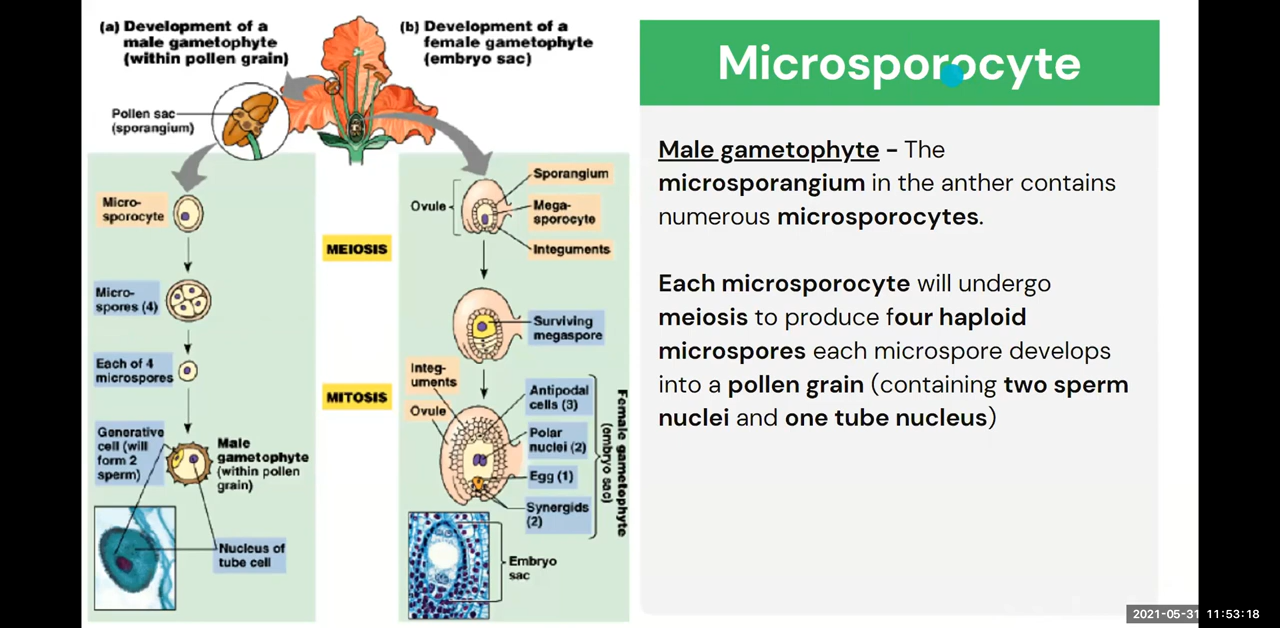 (a) Development of a
male gametophyte
(within pollen grain)
(b) Development of a
female gametophyte
(embryo sac)
Pollen sac
(sporangium)
Micro-
sporocyte
MEIOSIS
Micro-
spores (4)
Each of 4
microspores
MITOSIS
Generative
cell (will
form 2
sperm)
Male
gametophyte
(within pollen
grain)
Nucleus of
tube cell
Ovule
Sporangium
Mega-
sporocyte
Integuments
Surviving
megaspore
Integ-
uments
Ovule
Antipodal
cells (3)
Polar
nuclei (2)
Egg (1)
Synergids
(2)
Female gametophyte
(embryo sac)
Embryo
sac
Microsporocyte
Male gametophyte – The
microsporangium in the anther contains
numerous microsporocytes.
Each microsporocyte will undergo
meiosis to produce four haploid
microspores each microspore develops
into a pollen grain (containing two sperm
nuclei and one tube nucleus)
2021-05-31 11:53:18